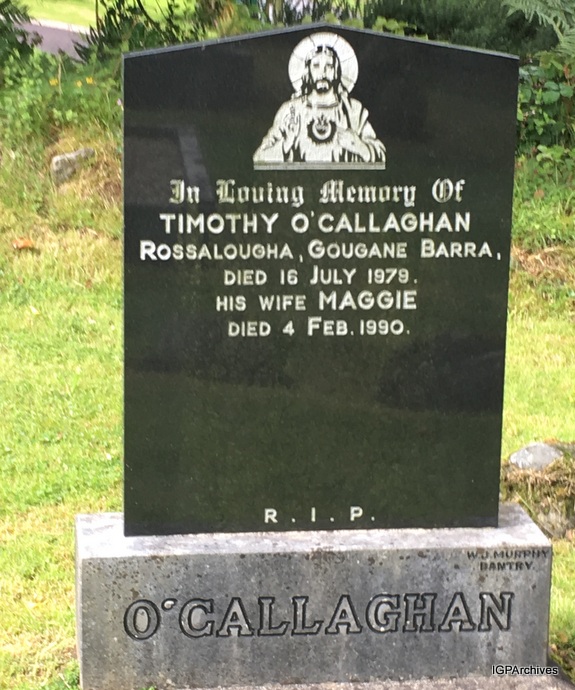 In Loving Memory Of
TIMOTHY O'CALLAGHAN
ROSSALOUGHA, GOUGANE BARRA,
DIED 16 JULY 1979.
HIS WIFE MAGGIE
DIED 4 FEB. 1990.
R. I. P.
W.J. MURPHY
BANTRY.
O'CALLAGHAN
IGPArchives